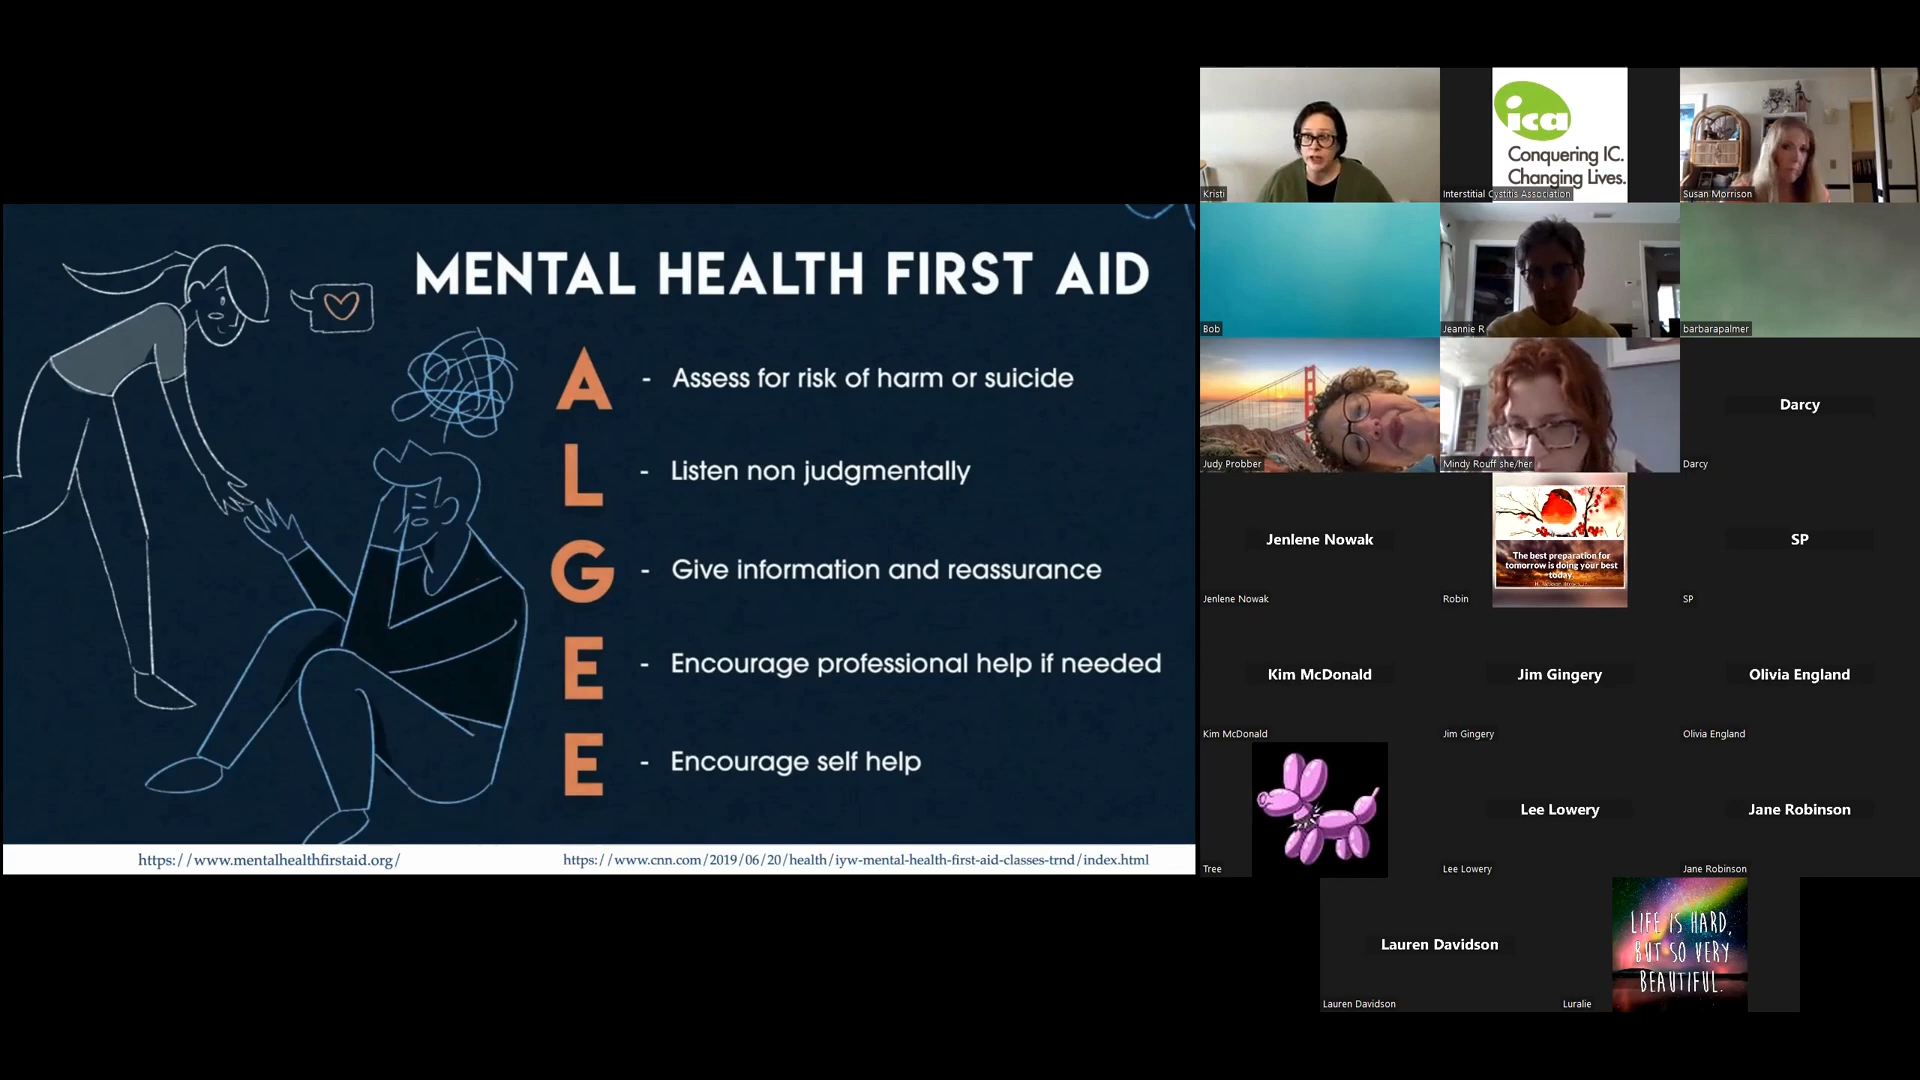 MENTAL HEALTH FIRST AID
A - Assess for risk of harm or suicide
L - Listen non judgmentally
G - Give information and reassurance
E - Encourage professional help if needed
E - Encourage self help
https://www.mentalhealthfirstaid.org/
https://www.cnn.com/2019/06/20/health/iyw-mental-health-first-aid-classes-trnd/index.html
Kristi
ica
Conquering IC.
Changing Lives.
Interstitial Cystitis Association
Susan Morrison
Bob
Jeannie R
barbarapalmer
Judy Probber
Mindy Rouff she/her
Darcy
Darcy
Jenlene Nowak
Jenlene Nowak
The best preparation for
tomorrow is doing your best
today.
Robin
SP
SP
Kim McDonald
Kim McDonald
Jim Gingery
Jim Gingery
Olivia England
Olivia England
Tree
Lee Lowery
Lee Lowery
Jane Robinson
Jane Robinson
Lauren Davidson
Lauren Davidson
LIFE IS HARD,
BUT SO VERY
BEAUTIFUL.
Luralie